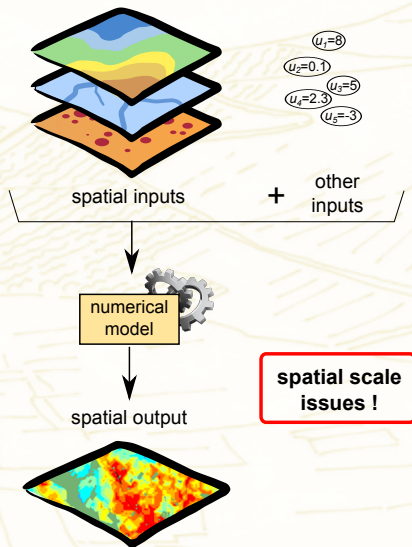 u₁=8
u₂=0.1
u₃=5
u₄=2.3
u₅=-3
spatial inputs
+
other
inputs
numerical
model
spatial scale
issues !
spatial output